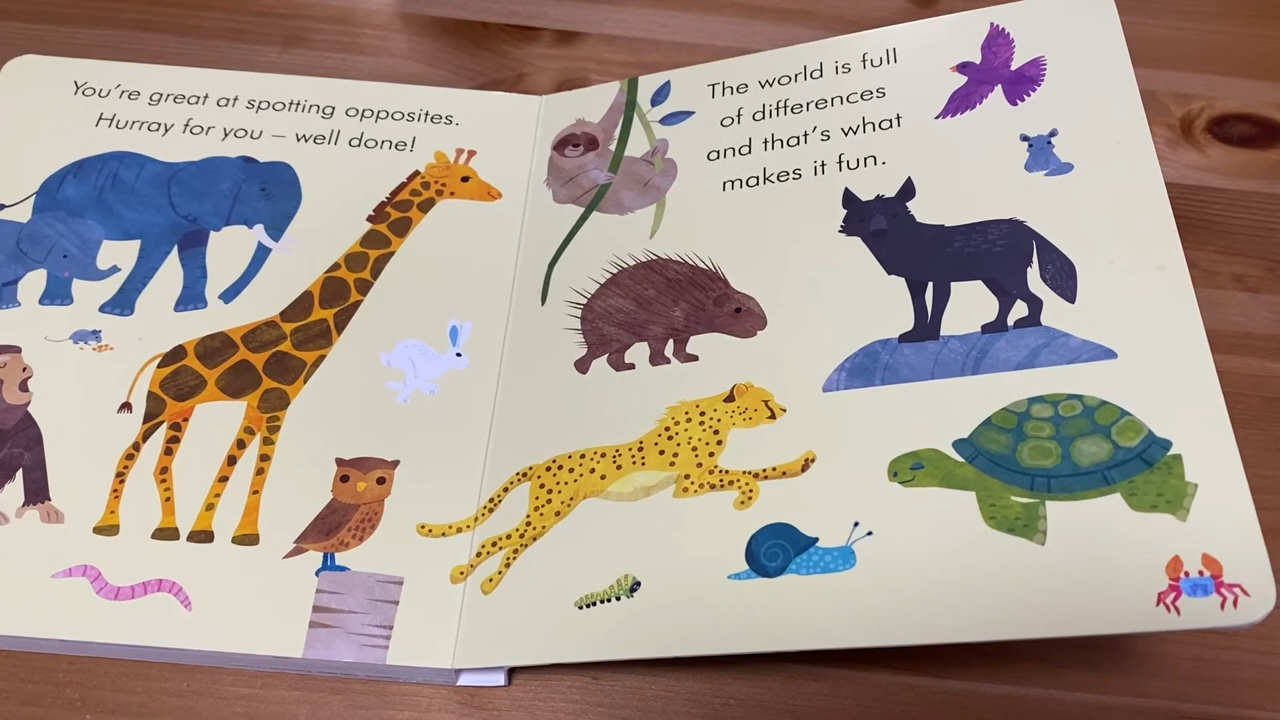 You're great at spotting opposites.
Hurray for you – well done!
The world is full
of differences
and that's what
makes it fun.